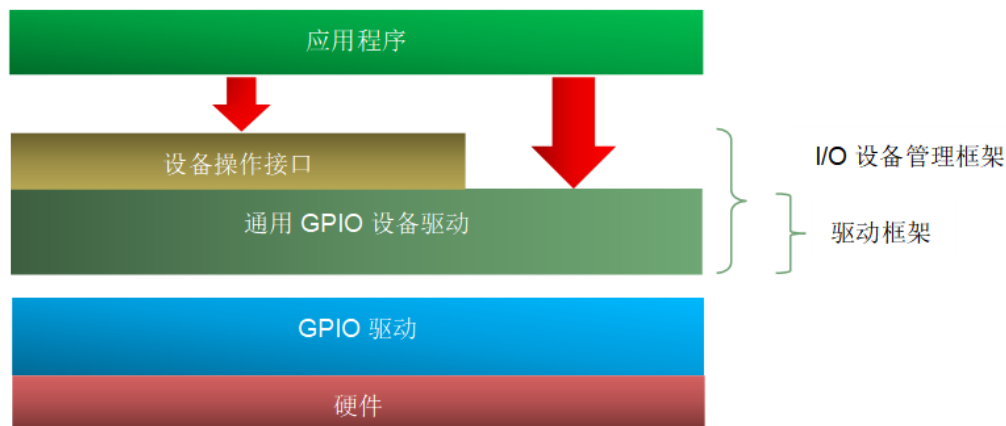 应用程序
设备操作接口
I/O 设备管理框架
通用 GPIO 设备驱动
驱动框架
GPIO 驱动
硬件